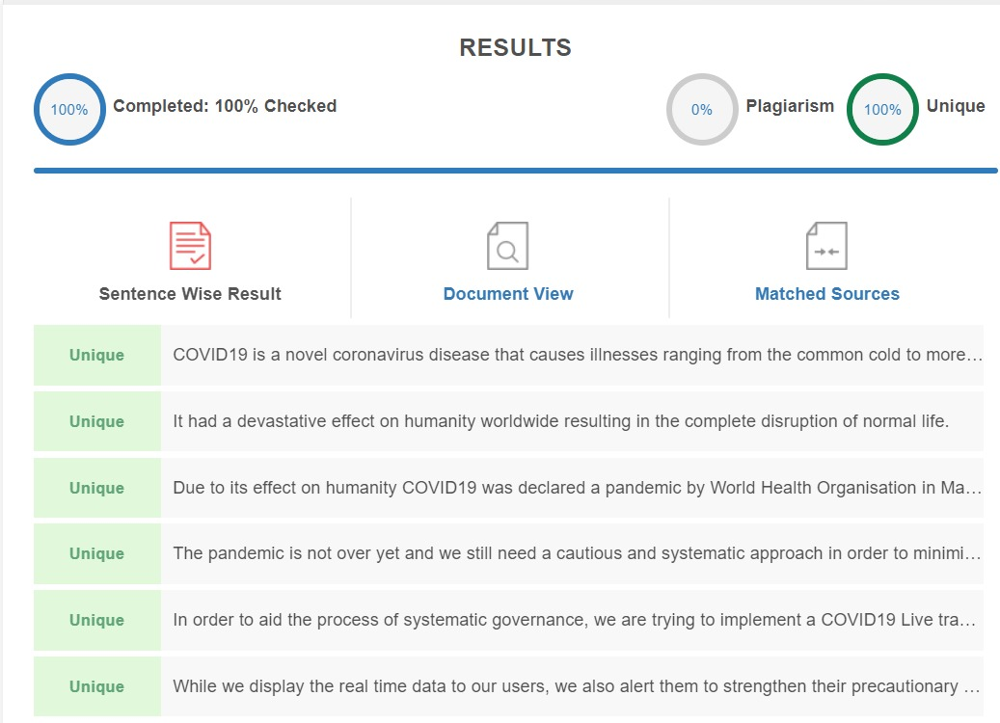 RESULTS
100% Completed: 100% Checked 0% Plagiarism 100% Unique
Sentence Wise Result Document View Matched Sources
Unique COVID19 is a novel coronavirus disease that causes illnesses ranging from the common cold to more...
Unique It had a devastative effect on humanity worldwide resulting in the complete disruption of normal life.
Unique Due to its effect on humanity COVID19 was declared a pandemic by World Health Organisation in Ma...
Unique The pandemic is not over yet and we still need a cautious and systematic approach in order to minimi...
Unique In order to aid the process of systematic governance, we are trying to implement a COVID19 Live tra...
Unique While we display the real time data to our users, we also alert them to strengthen their precautionary ...